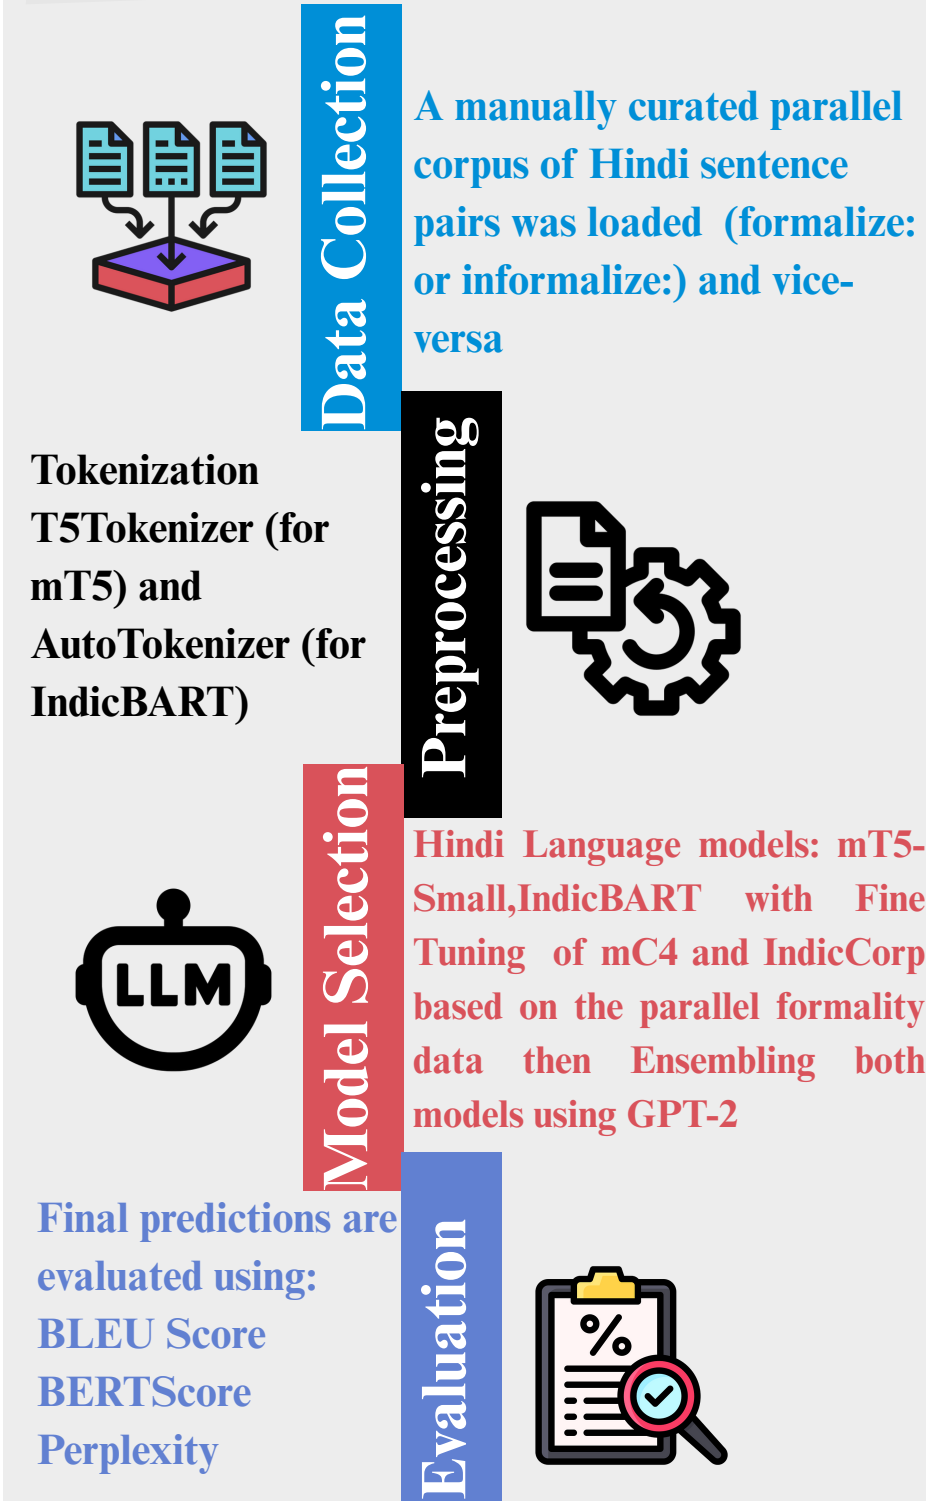 Data Collection
A manually curated parallel
corpus of Hindi sentence
pairs was loaded (formalize:
or informalize:) and vice-
versa
Preprocessing
Tokenization
T5Tokenizer (for
mT5) and
AutoTokenizer (for
IndicBART)
Model Selection
LLM
Hindi Language models: mT5-
Small,IndicBART with Fine
Tuning of mC4 and IndicCorp
based on the parallel formality
data then Ensembling both
models using GPT-2
Evaluation
Final predictions are
evaluated using:
BLEU Score
BERTScore
Perplexity
%